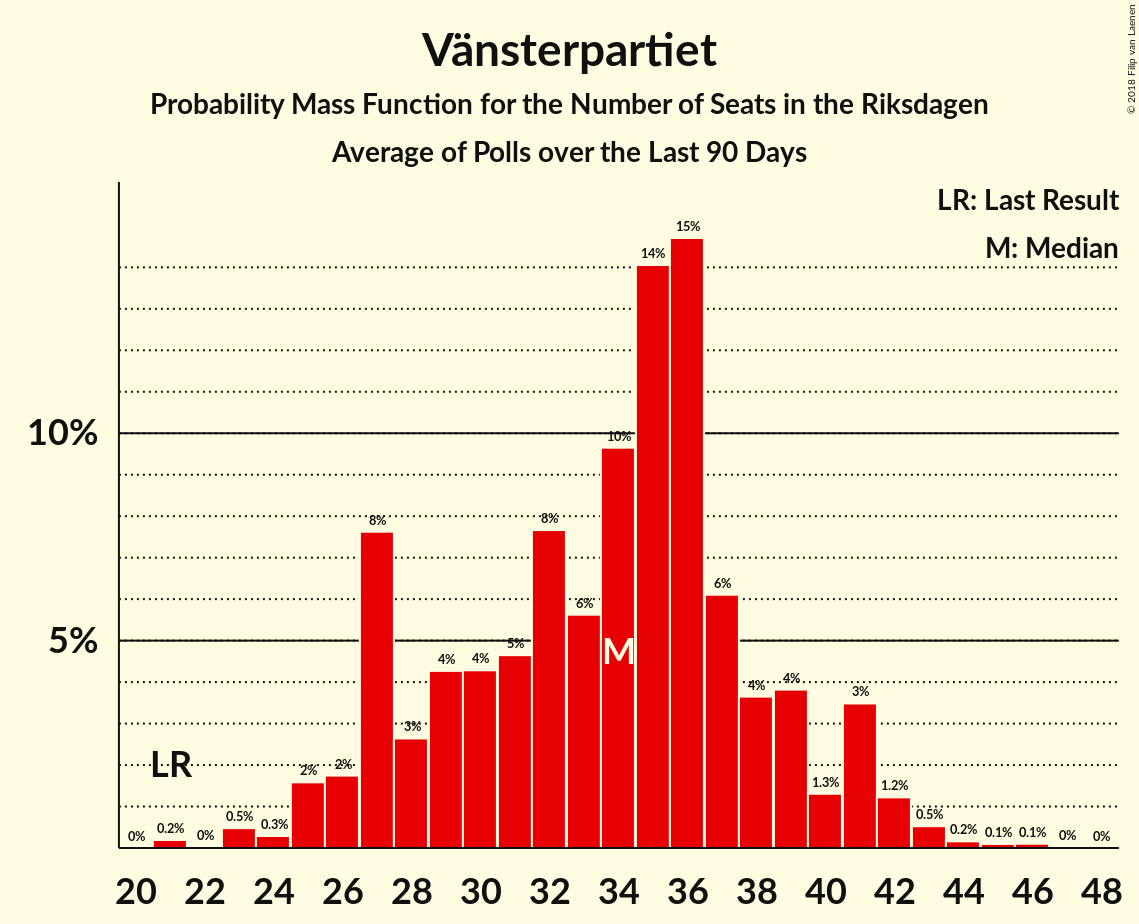 Vänsterpartiet
Probability Mass Function for the Number of Seats in the Riksdagen
Average of Polls over the Last 90 Days
© 2018 Filip van Laenen
LR: Last Result
M: Median
10%
5%
LR
M
0% 0.2% 0% 0.5% 0.3% 2% 2% 8% 3% 4% 4% 5% 8% 6% 10% 14% 15% 6% 4% 4% 1.3% 3% 1.2% 0.5% 0.2% 0.1% 0.1% 0% 0%
20 22 24 26 28 30 32 34 36 38 40 42 44 46 48